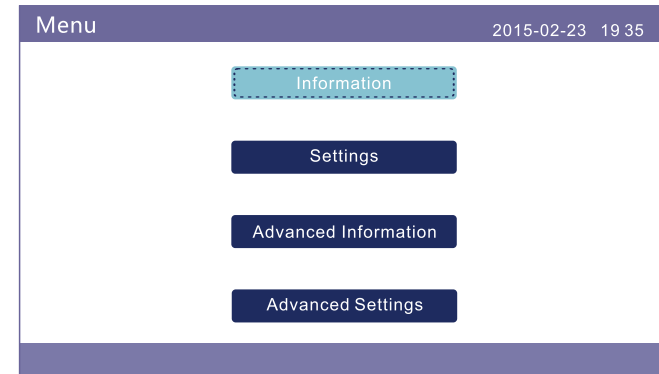 Menu
2015-02-23 19 35
Information
Settings
Advanced Information
Advanced Settings